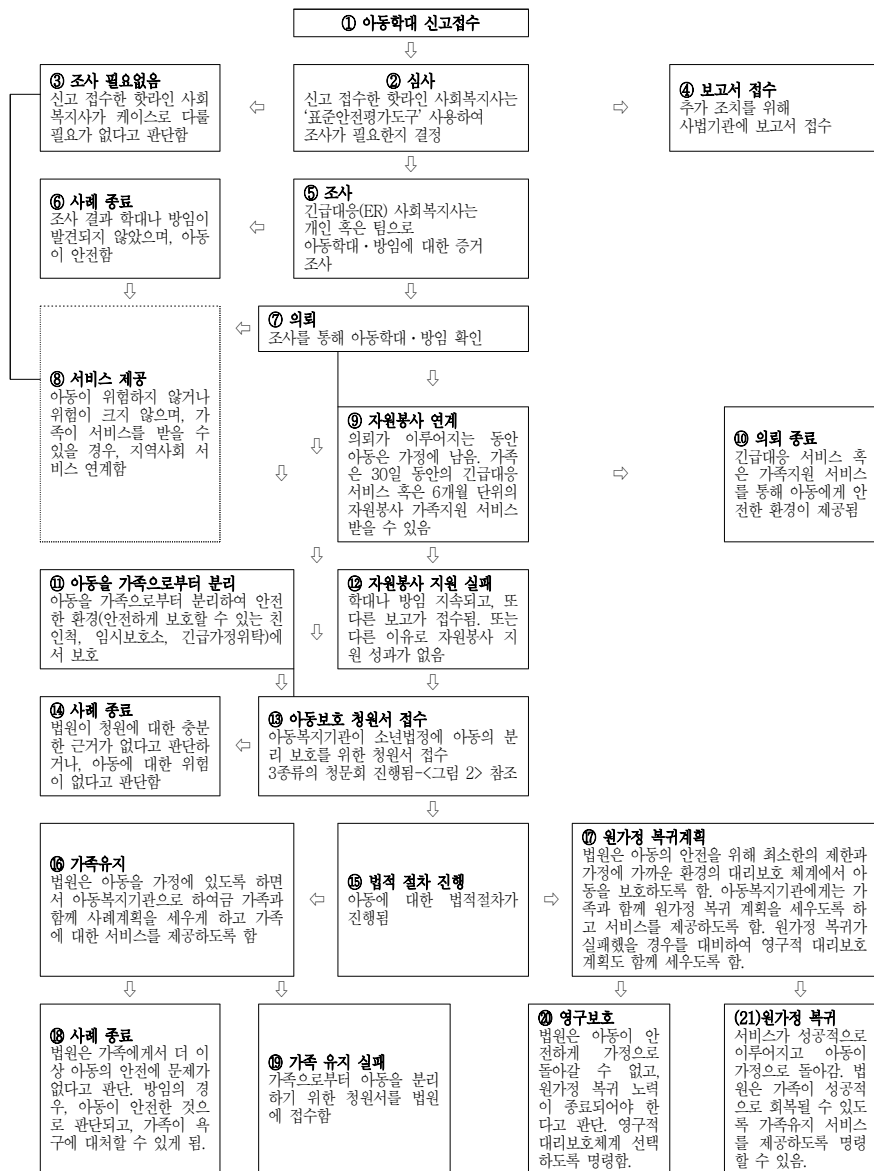 ① 아동학대 신고접수
③ 조사 필요없음
신고 접수한 핫라인 사회
복지사가 케이스로 다룰
필요가 없다고 판단함
② 심사
신고 접수한 핫라인 사회복지사는
‘표준안전평가도구’ 사용하여
조사가 필요한지 결정
④ 보고서 접수
추가 조치를 위해
사법기관에 보고서 접수
⑥ 사례 종료
조사 결과 학대나 방임이
발견되지 않았으며, 아동
이 안전함
⑤ 조사
긴급대응(ER) 사회복지사는
개인 혹은 팀으로
아동학대・방임에 대한 증거
조사
⑦ 의뢰
조사를 통해 아동학대・방임 확인
⑧ 서비스 제공
아동이 위험하지 않거나
위험이 크지 않으며, 가
족이 서비스를 받을 수
있을 경우, 지역사회 서
비스 연계함
⑨ 자원봉사 연계
의뢰가 이루어지는 동안
아동은 가정에 남음. 가족
은 30일 동안의 긴급대응
서비스 혹은 6개월 단위의
자원봉사 가족지원 서비스
받을 수 있음
⑩ 의뢰 종료
긴급대응 서비스 혹
은 가족지원 서비스
를 통해 아동에게 안
전한 환경이 제공됨
⑪ 아동을 가족으로부터 분리
아동을 가족으로부터 분리하여 안전
한 환경(안전하게 보호할 수 있는 친
인척, 임시보호소, 긴급가정위탁)에
서 보호
⑫ 자원봉사 지원 실패
학대나 방임 지속되고, 또
다른 보고가 접수됨. 또는
다른 이유로 자원봉사 지
원 성과가 없음
⑭ 사례 종료
법원이 청원에 대한 충분
한 근거가 없다고 판단하
거나, 아동에 대한 위험
이 없다고 판단함
⑬ 아동보호 청원서 접수
아동복지기관이 소년법정에 아동의 분
리 보호를 위한 청원서 접수
3종류의 청문회 진행됨-<그림 2> 참조
⑯ 가족유지
법원은 아동을 가정에 있도록 하면
서 아동복지기관으로 하여금 가족과
함께 사례계획을 세우게 하고 가족
에 대한 서비스를 제공하도록 함
⑮ 법적 절차 진행
아동에 대한 법적절차가
진행됨
⑰ 원가정 복귀계획
법원은 아동의 안전을 위해 최소한의 제한과
가정에 가까운 환경의 대리보호 체계에서 아
동을 보호하도록 함. 아동복지기관에게는 가
족과 함께 원가정 복귀 계획을 세우도록 하
고 서비스를 제공하도록 함. 원가정 복귀가
실패했을 경우를 대비하여 영구적 대리보호
계획도 함께 세우도록 함.
⑱ 사례 종료
법원은 가족에게서 더 이
상 아동의 안전에 문제가
없다고 판단. 방임의 경
우, 아동이 안전한 것으
로 판단되고, 가족이 욕
구에 대처할 수 있게 됨.
⑲ 가족 유지 실패
가족으로부터 아동을 분리
하기 위한 청원서를 법원
에 접수함
⑳ 영구보호
법원은 아동이 안
전하게 가정으로
돌아갈 수 없고,
원가정 복귀 노력
이 종료되어야 한
다고 판단. 영구적
대리보호체계 선택
하도록 명령함.
(21)원가정 복귀
서비스가 성공적으로
이루어지고 아동이
가정으로 돌아감. 법
원은 가족이 성공적
으로 회복될 수 있도
록 가족유지 서비스
를 제공하도록 명령
할 수 있음.